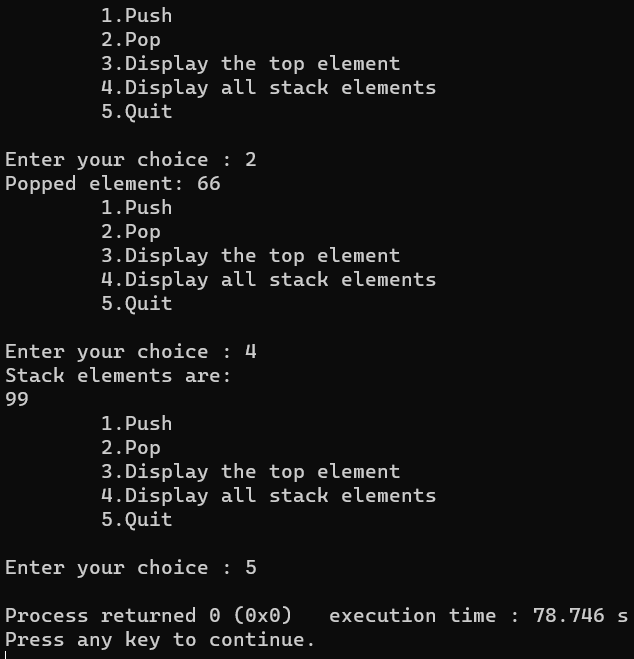 1.Push
2.Pop
3.Display the top element
4.Display all stack elements
5.Quit
Enter your choice : 2
Popped element: 66
1.Push
2.Pop
3.Display the top element
4.Display all stack elements
5.Quit
Enter your choice : 4
Stack elements are:
99
1.Push
2.Pop
3.Display the top element
4.Display all stack elements
5.Quit
Enter your choice : 5
Process returned 0 (0x0)   execution time : 78.746 s
Press any key to continue.